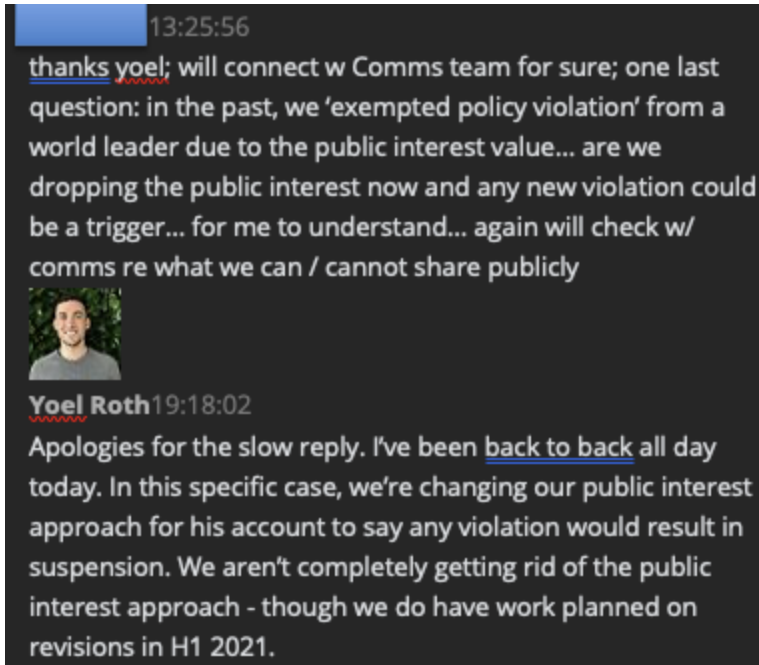 13:25:56
thanks yoel; will connect w Comms team for sure; one last
question: in the past, we ‘exempted policy violation’ from a
world leader due to the public interest value... are we
dropping the public interest now and any new violation could
be a trigger... for me to understand... again will check w/
comms re what we can / cannot share publicly
Yoel Roth19:18:02
Apologies for the slow reply. I’ve been back to back all day
today. In this specific case, we’re changing our public interest
approach for his account to say any violation would result in
suspension. We aren’t completely getting rid of the public
interest approach - though we do have work planned on
revisions in H1 2021.